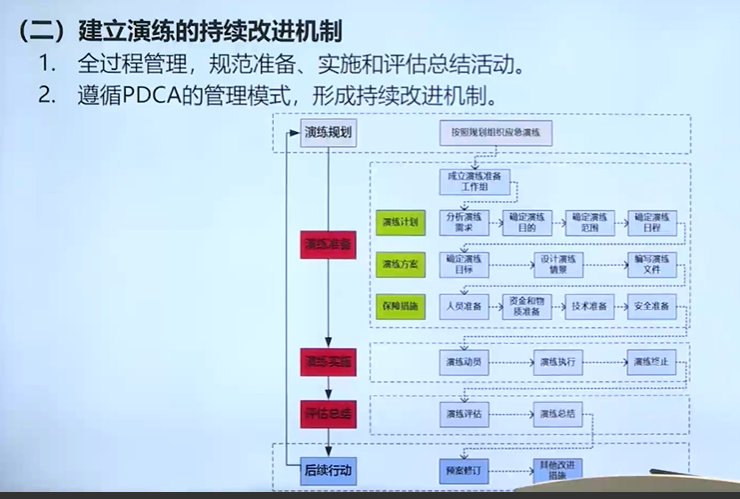 （二）建立演练的持续改进机制
1. 全过程管理，规范准备、实施和评估总结活动。
2. 遵循PDCA的管理模式，形成持续改进机制。
演练规划
按照规划组织应急演练
成立演练准备
工作组
演练准备
演练计划
分析演练
需求
确定演练
目的
确定演练
范围
确定演练
日程
演练方案
确定演练
目标
设计演练
情景
编写演练
文件
保障措施
人员准备
资金和物
质准备
技术准备
安全准备
演练实施
演练动员
演练执行
演练终止
评估总结
演练评估
演练总结
后续行动
预案修订
其他改进
措施